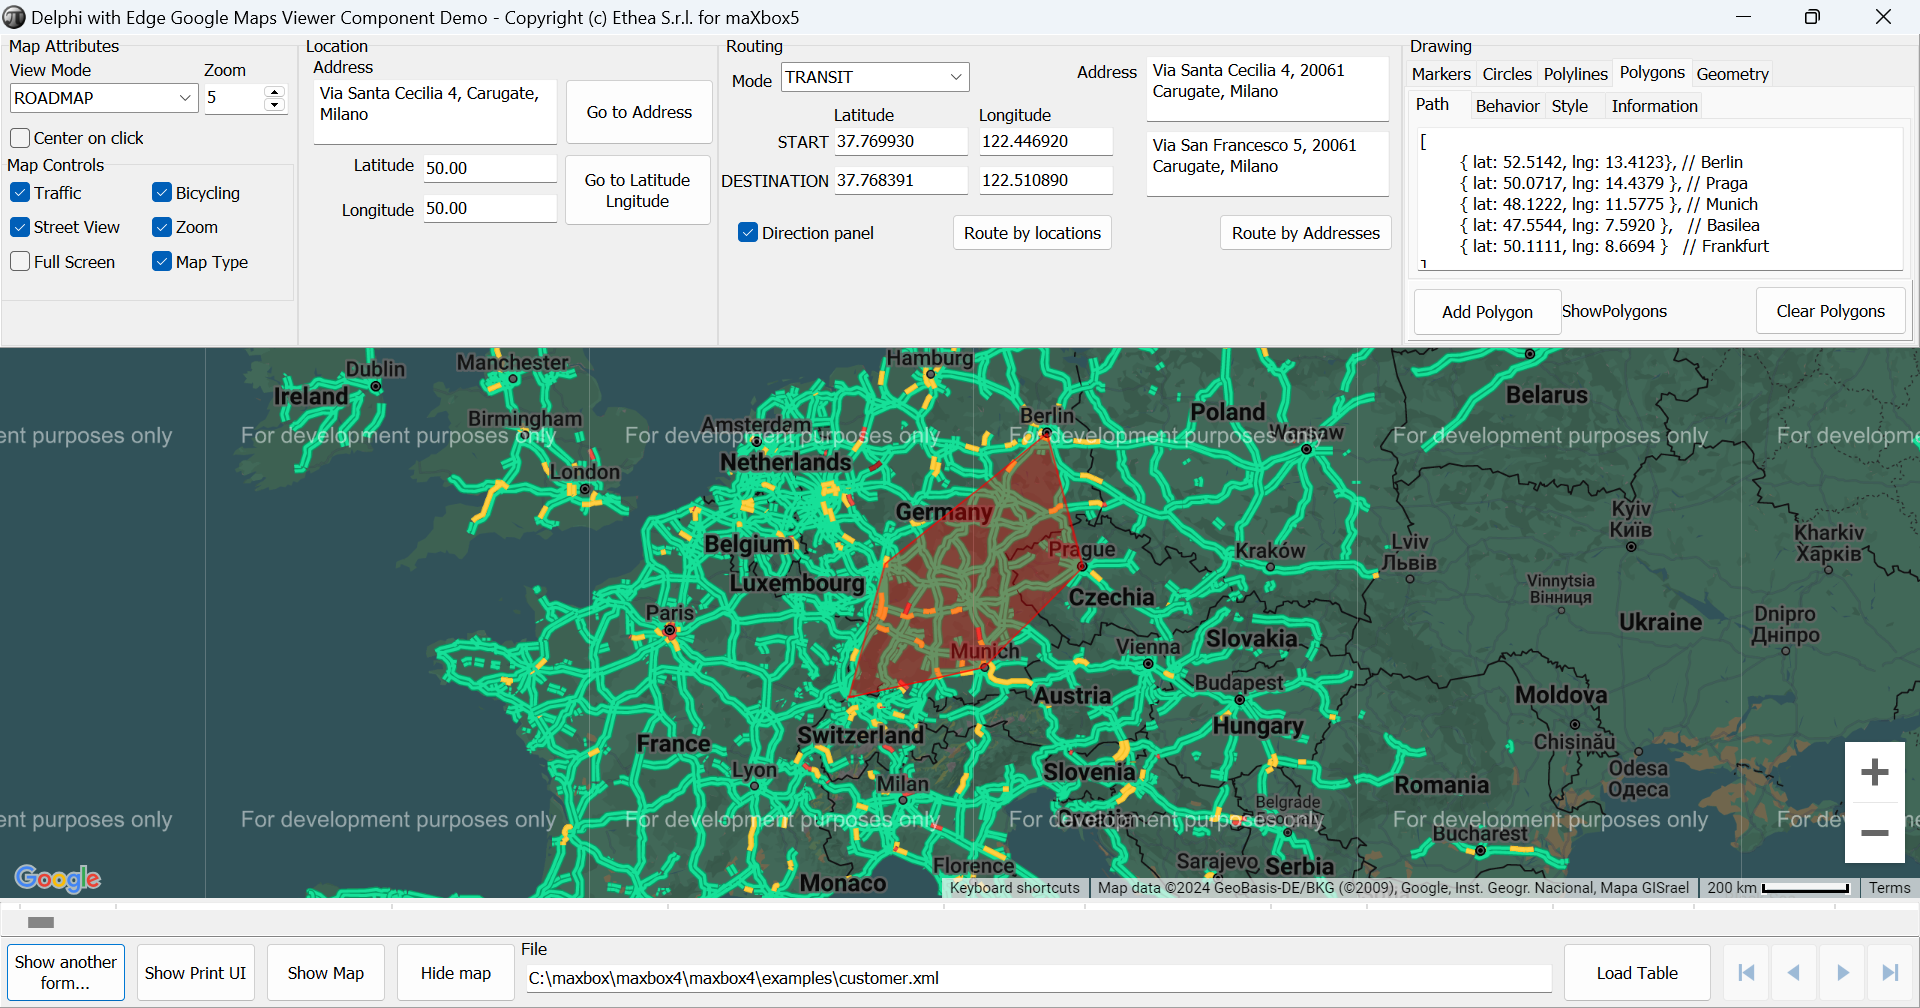 Delphi with Edge Google Maps Viewer Component Demo - Copyright (c) Ethea S.r.l. for maXbox5
Map Attributes
View Mode
Zoom
ROADMAP
5
Center on click
Map Controls
Traffic
Bicycling
Street View
Zoom
Full Screen
Map Type
Location
Address
Via Santa Cecilia 4, Carugate,
Milano
Go to Address
Latitude
50.00
Longitude
50.00
Go to Latitude
Lngitude
Routing
Mode
TRANSIT
Address
Via Santa Cecilia 4, 20061
Carugate, Milano
Latitude
Longitude
START
37.769930
122.446920
Via San Francesco 5, 20061
Carugate, Milano
DESTINATION
37.768391
122.510890
Direction panel
Route by locations
Route by Addresses
Drawing
Markers
Circles
Polylines
Polygons
Geometry
Path
Behavior
Style
Information
[
{ lat: 52.5142, lng: 13.4123}, // Berlin
{ lat: 50.0717, lng: 14.4379 }, // Praga
{ lat: 48.1222, lng: 11.5775 }, // Munich
{ lat: 47.5544, lng: 7.5920 }, // Basilea
{ lat: 50.1111, lng: 8.6694 } // Frankfurt
]
Add Polygon
ShowPolygons
Clear Polygons
Dublin
Ireland
Manchester
Birmingham
London
Hamburg
Amsterdam
Netherlands
Berlin
Poland
Warsaw
Belarus
ent purposes only
For development purposes only
For development purposes only
For development purposes only
For development purposes only
For developme
Germany
Belgium
Luxembourg
Prague
Czechia
Kraków
Lviv
Львів
Kyiv
Київ
Kharkiv
Харків
Vinnytsia
Вінниця
Ukraine
Dnipro
Дніпро
Paris
Munich
Vienna
Slovakia
Austria
Budapest
Hungary
Moldova
Chișinău
France
Switzerland
Lyon
Milan
Slovenia
Romania
Odesa
Одеса
Croatia
Belgrade
Bucharest
ent purposes only
For development purposes only
For development purposes only
For development purposes only
For development purposes only
For de
Florence
Monaco
Sarajevo
Serbia
Google
Keyboard shortcuts
Map data ©2024 GeoBasis-DE/BKG (©2009), Google, Inst. Geogr. Nacional, Mapa GISrael
200 km
Terms
Show another
form...
Show Print UI
Show Map
Hide map
File
C:\maxbox\maxbox4\maxbox4\examples\customer.xml
Load Table